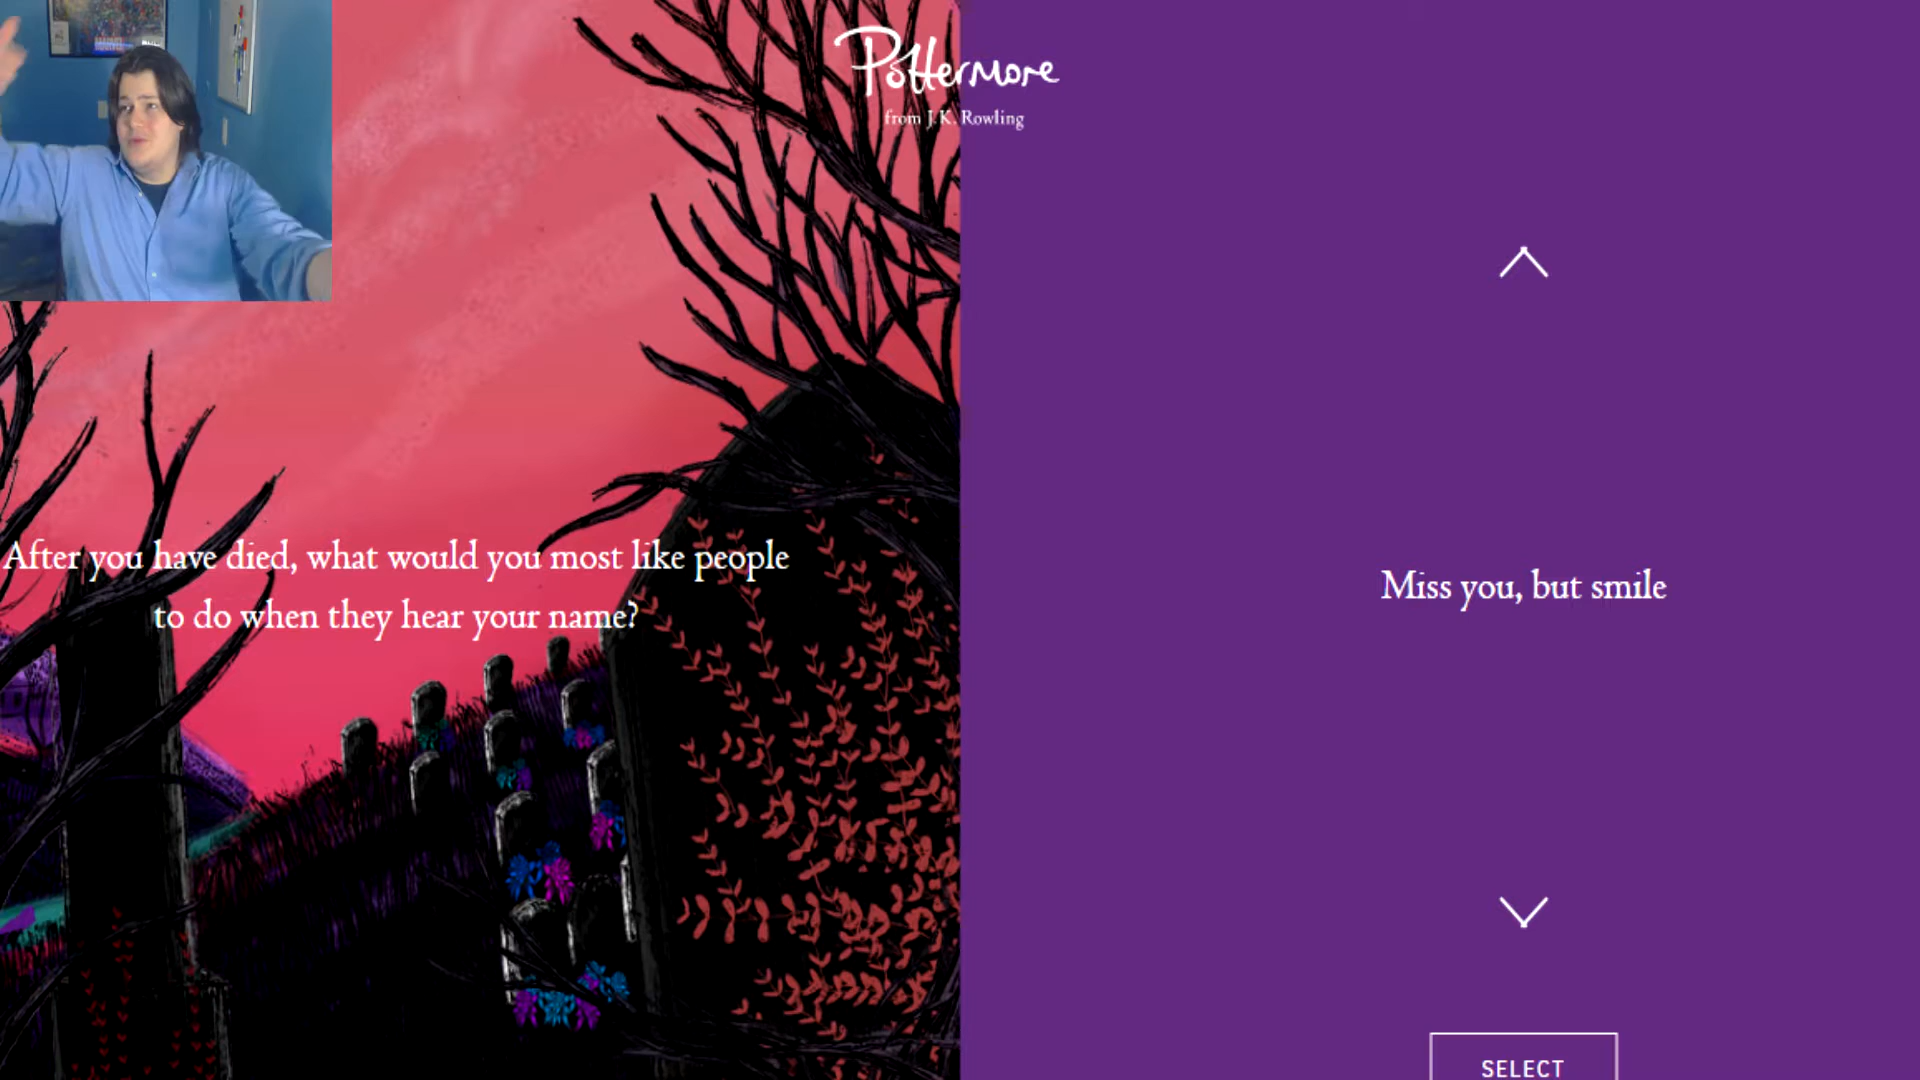 Pottermore
from J.K. Rowling
After you have died, what would you most like people
to do when they hear your name?
Miss you, but smile
SELECT